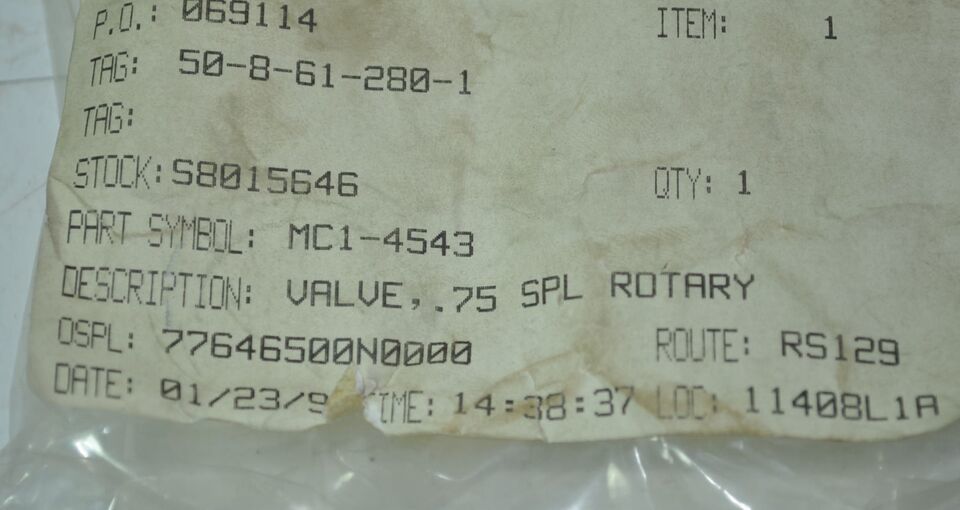 P.O.: 069114 ITEM: 1
TAG: 50-8-61-280-1
TAG:
STOCK: S8015646 QTY: 1
PART SYMBOL: MC1-4543
DESCRIPTION: VALVE,.75 SPL ROTARY
OSPL: 77646500N0000 ROUTE: RS129
DATE: 01/23/9 IME: 14:38:37 LOC: 11408L1A